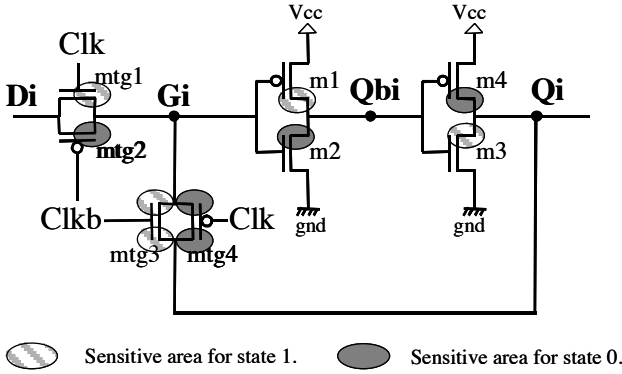 Vcc Vcc
Clk
mtg1 m1 m4
Di Gi Qbi Qi
mtg2 m2 m3
Clkb Clk
gnd gnd
mtg3 mtg4
Sensitive area for state 1. Sensitive area for state 0.